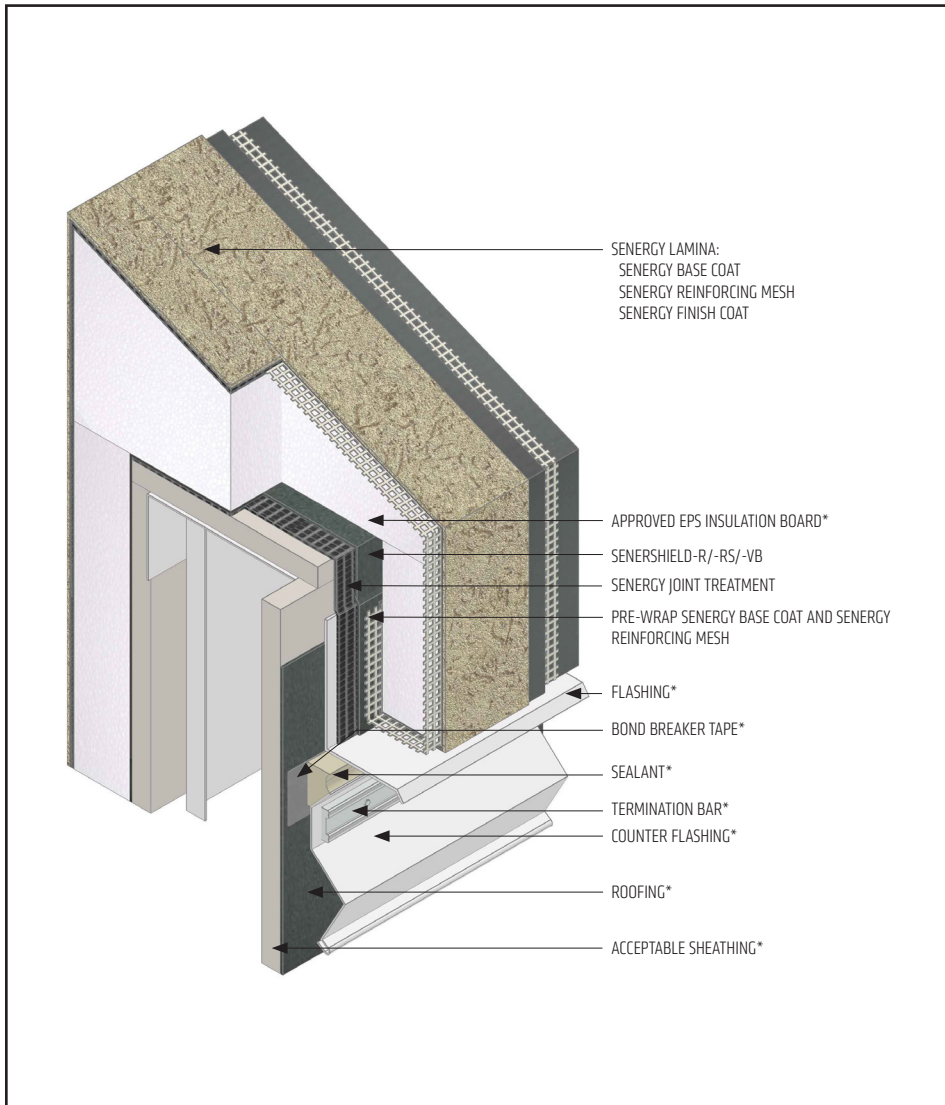 SENERGY LAMINA:
SENERGY BASE COAT
SENERGY REINFORCING MESH
SENERGY FINISH COAT
APPROVED EPS INSULATION BOARD*
SENERSHIELD-R/-RS/-VB
SENERGY JOINT TREATMENT
PRE-WRAP SENERGY BASE COAT AND SENERGY
REINFORCING MESH
FLASHING*
BOND BREAKER TAPE*
SEALANT*
TERMINATION BAR*
COUNTER FLASHING*
ROOFING*
ACCEPTABLE SHEATHING*